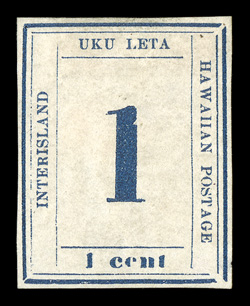 UKU LETA
INTERISLAND
1
HAWAIIAN POSTAGE
1 cent